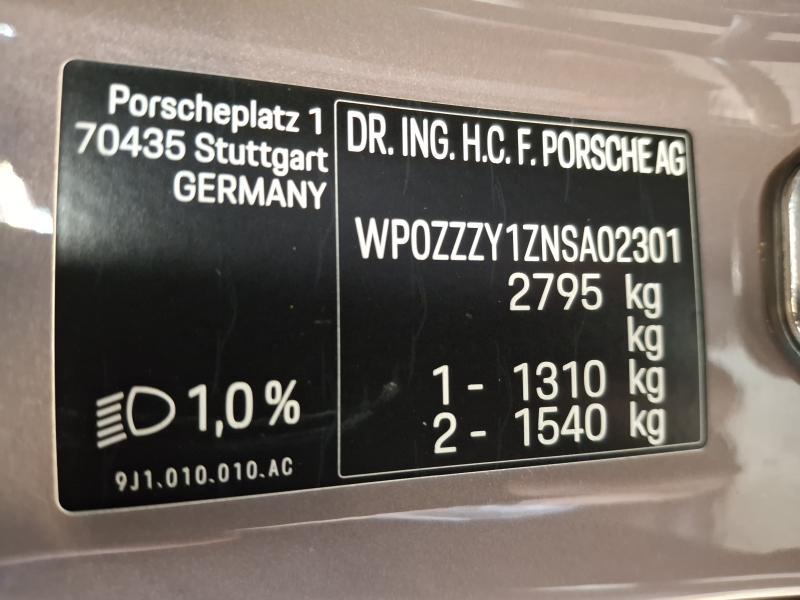 Porscheplatz 1
70435 Stuttgart
GERMANY
1,0%
9J1.010.010.AC
DR. ING. H.C. F. PORSCHE AG
WP0ZZZY1ZNSA02301
2795 kg
kg
1 - 1310 kg
2 - 1540 kg